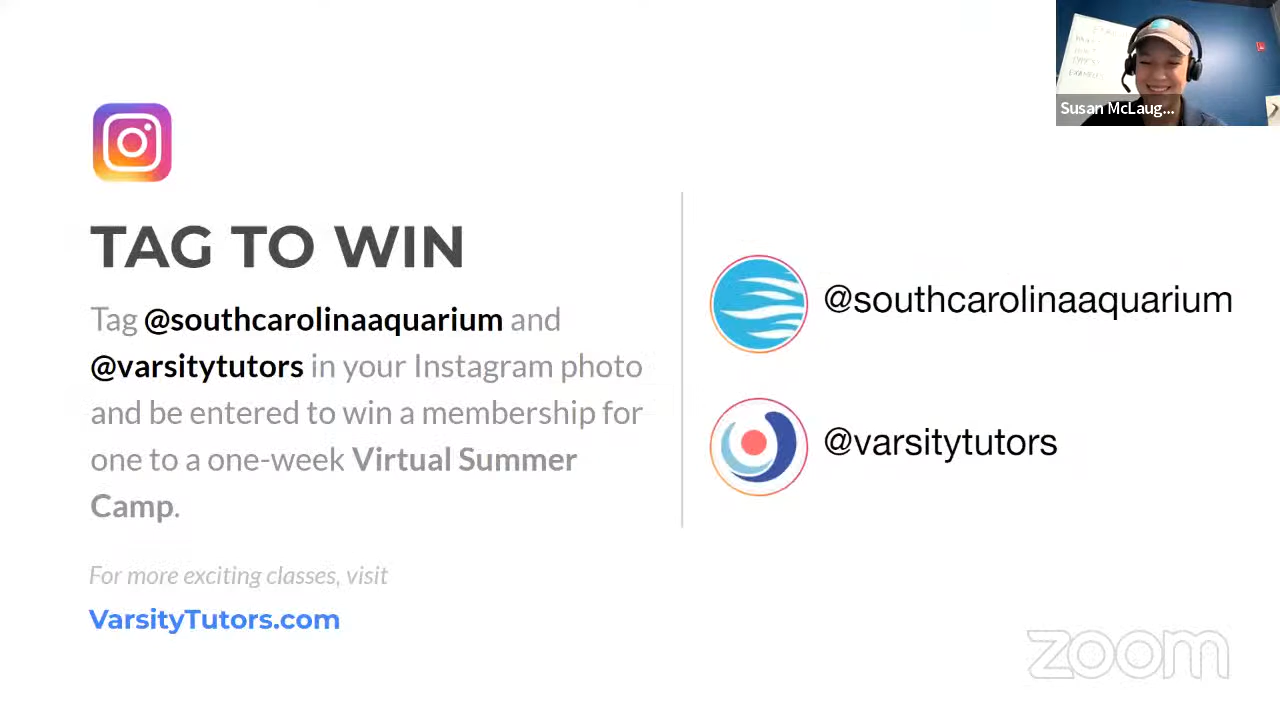 Susan McLaug...
TAG TO WIN
Tag @southcarolinaaquarium and
@varsitytutors in your Instagram photo
and be entered to win a membership for
one to a one-week Virtual Summer
Camp.
For more exciting classes, visit
VarsityTutors.com
@southcarolinaaquarium
@varsitytutors
zoom